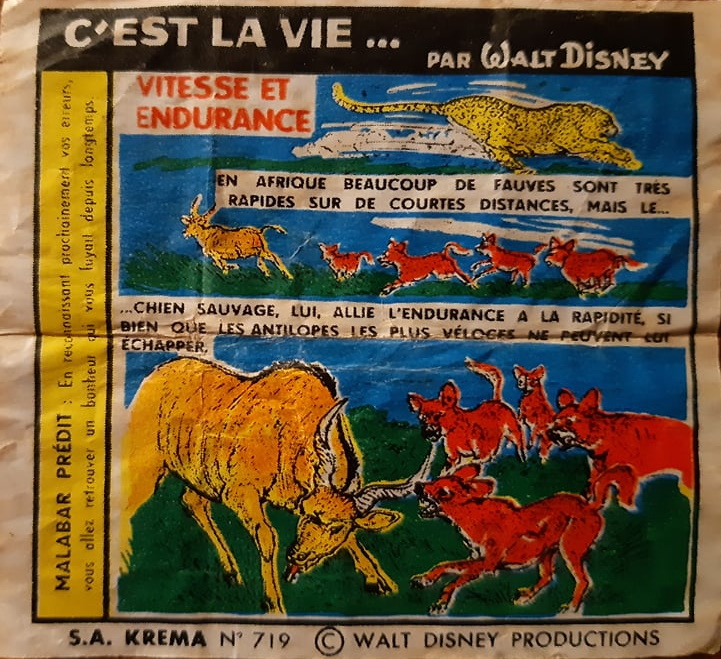 C'EST LA VIE ...
PAR WALT DISNEY
VITESSE ET
ENDURANCE
EN AFRIQUE BEAUCOUP DE FAUVES SONT TRÈS
RAPIDES SUR DE COURTES DISTANCES, MAIS LE...
...CHIEN SAUVAGE, LUI, ALLIE L'ENDURANCE A LA RAPIDITÉ, SI
BIEN QUE LES ANTILOPES LES PLUS VÉLOCES NE PEUVENT LUI
ÉCHAPPER.
MALABAR PRÉDIT : En reconnaissant prochainement vos erreurs,
vous allez retrouver un bonheur qui vous fuyait depuis longtemps
S.A. KREMA N° 719 © WALT DISNEY PRODUCTIONS